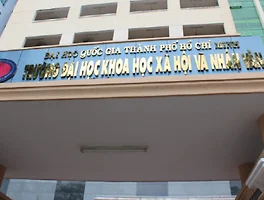 ĐẠI HỌC QUỐC GIA THÀNH PHỐ HỒ CHÍ MINH
TRƯỜNG ĐẠI HỌC KHOA HỌC XÃ HỘI VÀ NHÂN VĂN